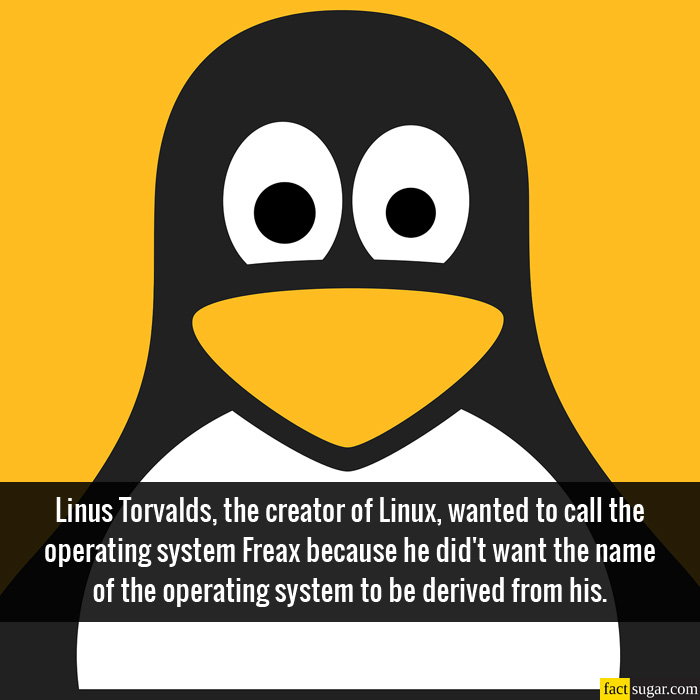 Linus Torvalds, the creator of Linux, wanted to call the
operating system Freax because he did't want the name
of the operating system to be derived from his.
factsugar.com